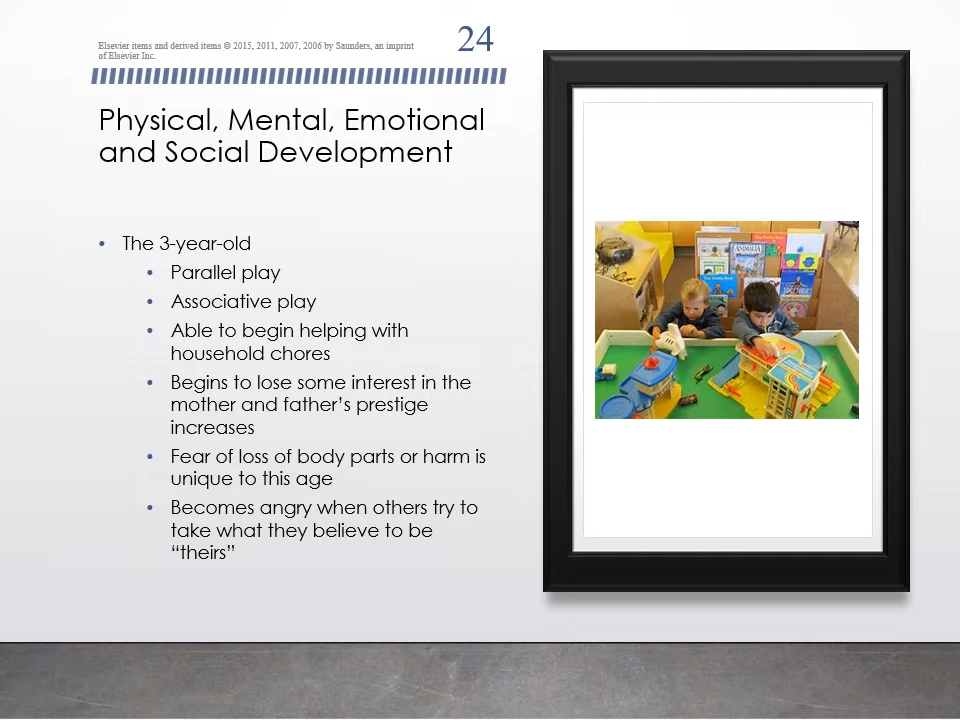 Elsevier items and derived items © 2015, 2011, 2007, 2006 by Saunders, an imprint
of Elsevier Inc.
24
Physical, Mental, Emotional
and Social Development
• The 3-year-old
• Parallel play
• Associative play
• Able to begin helping with
household chores
• Begins to lose some interest in the
mother and father’s prestige
increases
• Fear of loss of body parts or harm is
unique to this age
• Becomes angry when others try to
take what they believe to be
“theirs”
ANIMALIA